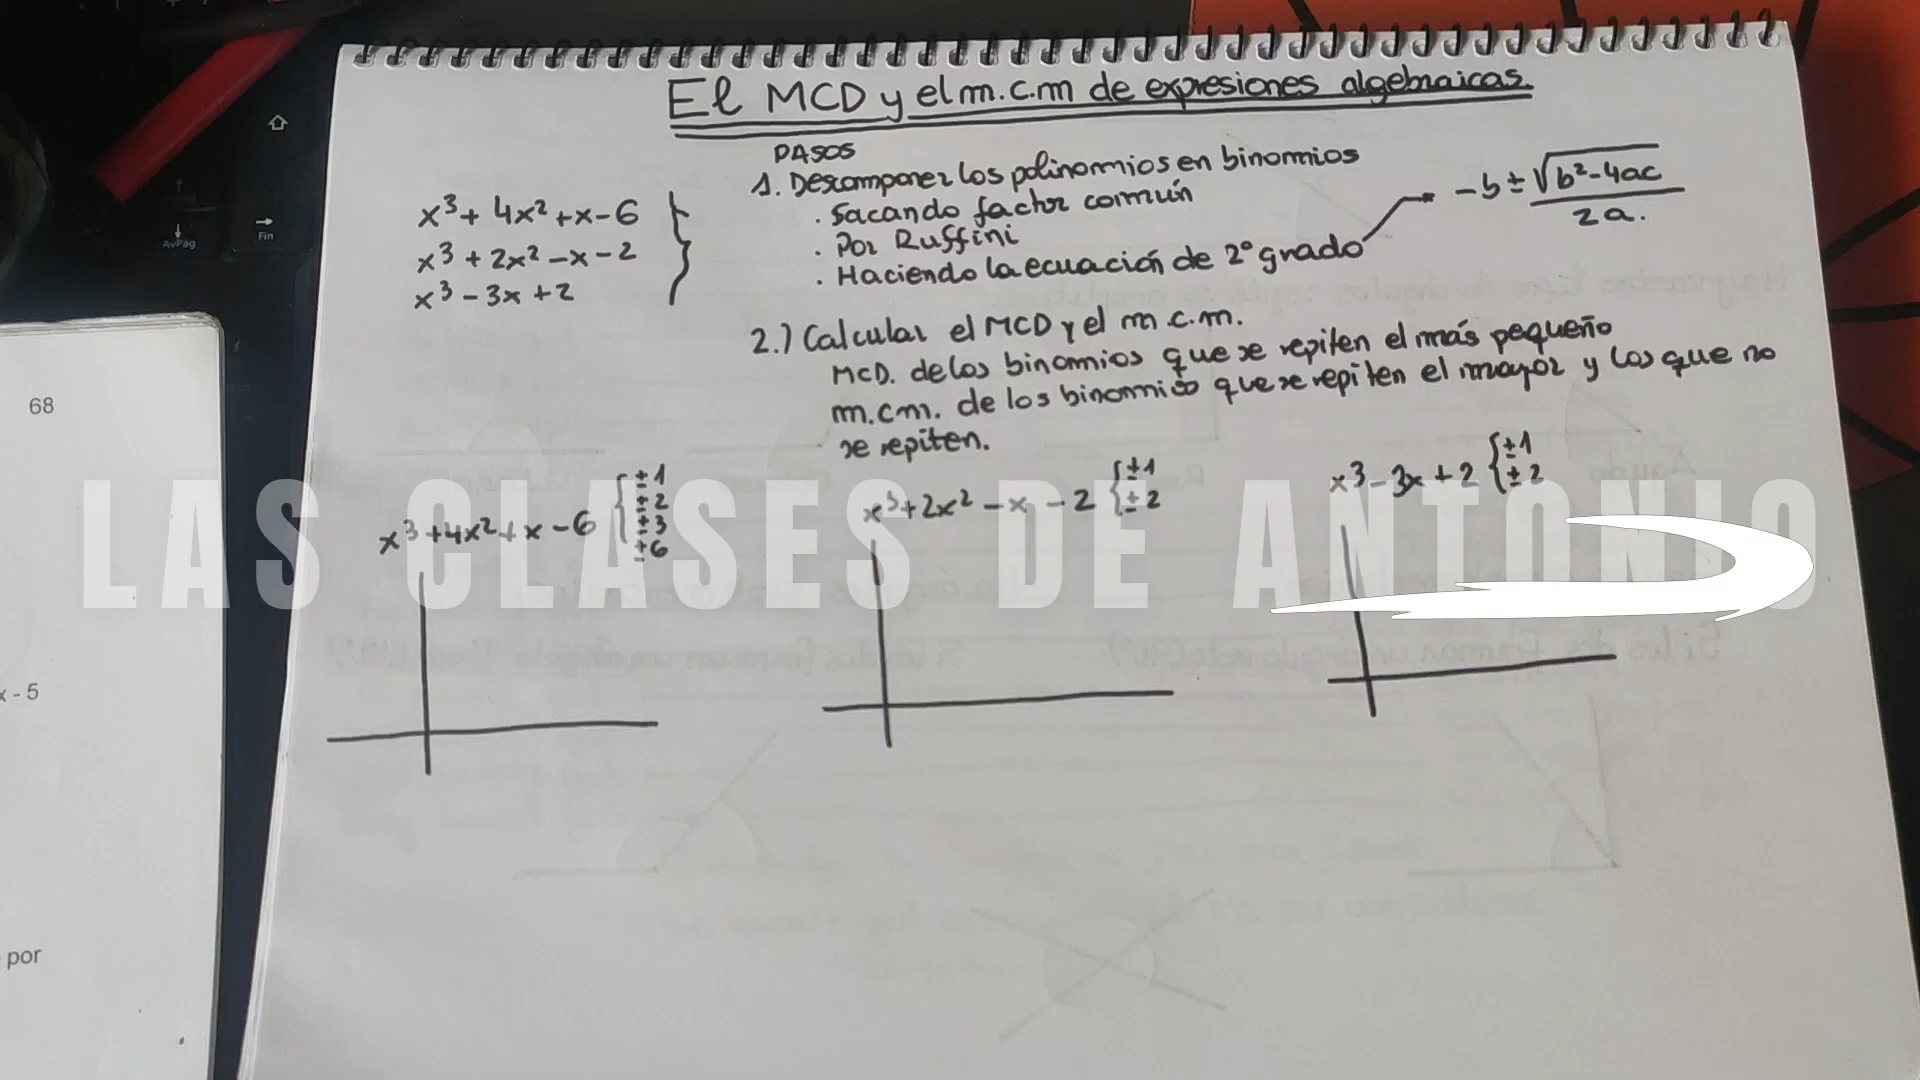 El MCD y el m.c.m de expresiones algebraicas.
PASOS
1. Descomponer los polinomios en binomios
. Sacando factor común
. Por Ruffini
. Haciendo la ecuación de 2º grado
-b ± √b²-4ac
2a.
x³ + 4x² + x - 6
x³ + 2x² - x - 2
x³ - 3x + 2
2.) Calcular el MCD y el m.c.m.
MCD. de los binomios que se repiten el más pequeño
m.cm. de los binomios que se repiten el mayor y los que no
se repiten.
x³ + 4x² + x - 6
±1
±2
±3
±6
x³ + 2x² - x - 2
±1
±2
x³ - 3x + 2
±1
±2
LAS CLASES DE ANTONIO
68
x - 5
por
AvPág
Fin